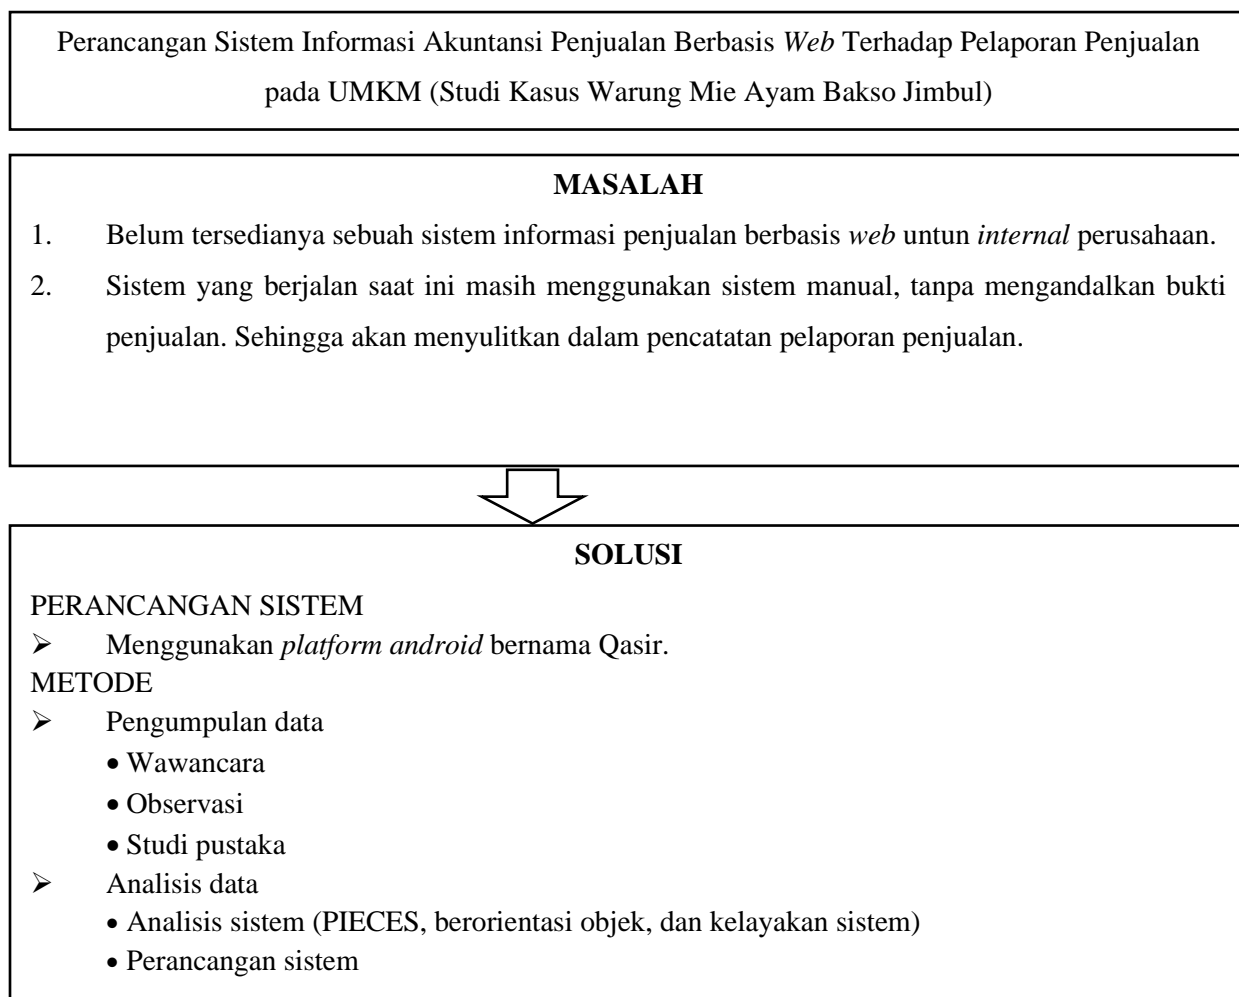 Perancangan Sistem Informasi Akuntansi Penjualan Berbasis Web Terhadap Pelaporan Penjualan
pada UMKM (Studi Kasus Warung Mie Ayam Bakso Jimbul)
MASALAH
1. Belum tersedianya sebuah sistem informasi penjualan berbasis web untun internal perusahaan.
2. Sistem yang berjalan saat ini masih menggunakan sistem manual, tanpa mengandalkan bukti
penjualan. Sehingga akan menyulitkan dalam pencatatan pelaporan penjualan.
SOLUSI
PERANCANGAN SISTEM
➢ Menggunakan platform android bernama Qasir.
METODE
➢ Pengumpulan data
• Wawancara
• Observasi
• Studi pustaka
➢ Analisis data
• Analisis sistem (PIECES, berorientasi objek, dan kelayakan sistem)
• Perancangan sistem